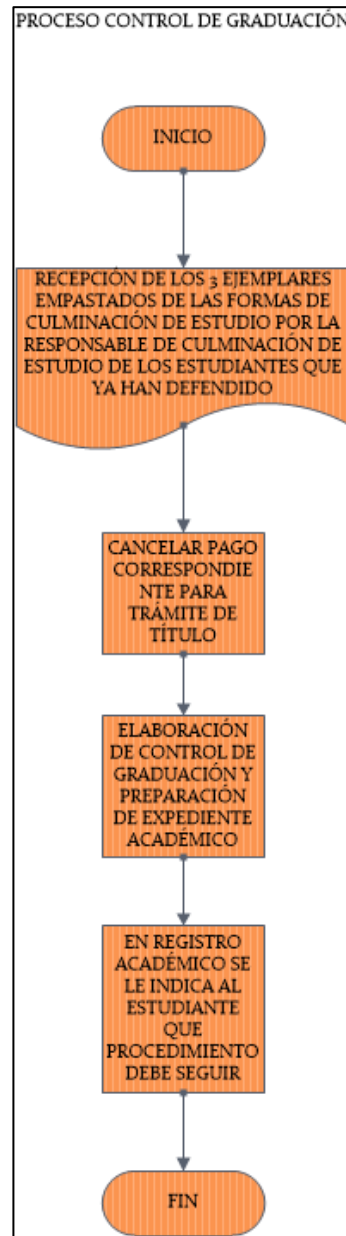 PROCESO CONTROL DE GRADUACIÓN
INICIO
RECEPCIÓN DE LOS 3 EJEMPLARES
EMPASTADOS DE LAS FORMAS DE
CULMINACIÓN DE ESTUDIO POR LA
RESPONSABLE DE CULMINACIÓN DE
ESTUDIO DE LOS ESTUDIANTES QUE
YA HAN DEFENDIDO
CANCELAR PAGO
CORRESPONDIE
NTE PARA
TRÁMITE DE
TÍTULO
ELABORACIÓN
DE CONTROL DE
GRADUACIÓN Y
PREPARACIÓN
DE EXPEDIENTE
ACADÉMICO
EN REGISTRO
ACADÉMICO SE
LE INDICA AL
ESTUDIANTE
QUE
PROCEDIMIENTO
DEBE SEGUIR
FIN